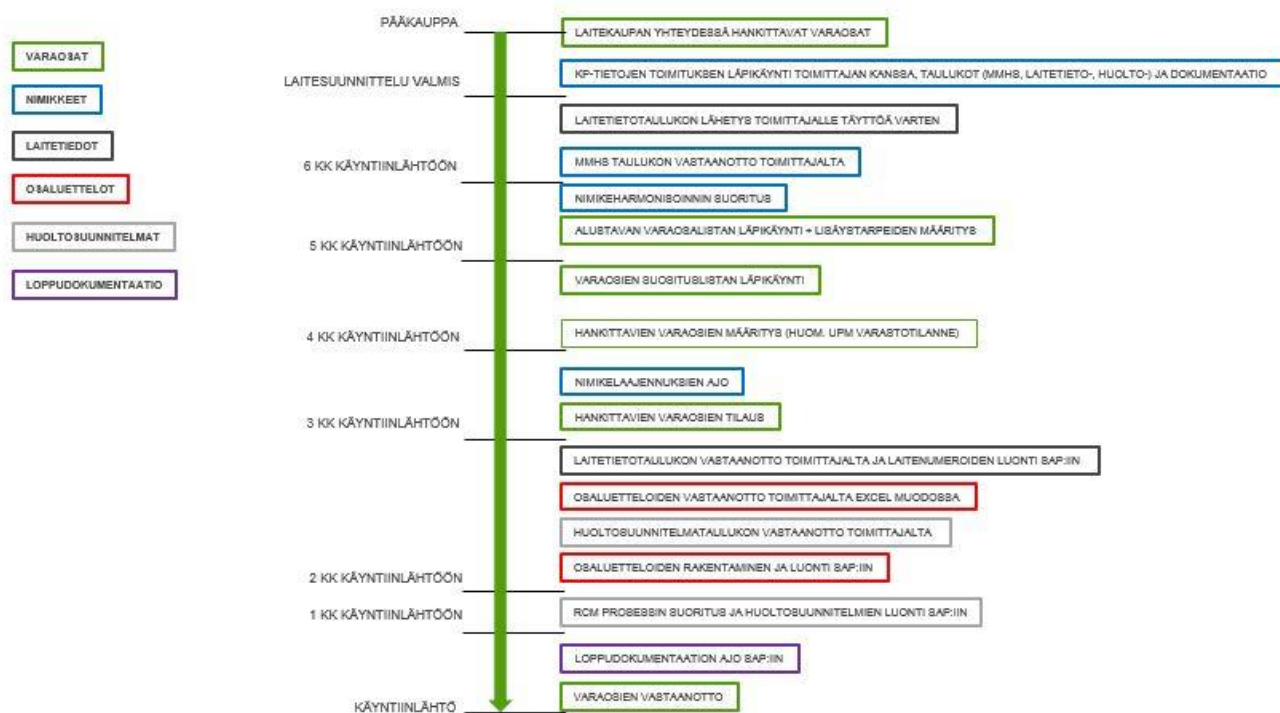 VARAOSAT
NIMIKKEET
LAITETIEDOT
OSALUETTELOT
HUOLTOSUUNNITELMAT
LOPPUDOKUMENTAATIO
PÄÄKAUPPA
LAITEKAUPAN YHTEYDESSÄ HANKITTAVAT VARAOSAT
KP-TIETOJEN TOIMITUKSEN LÄPIKÄYNTI TOIMITTAJAN KANSSA, TAULUKOT (MMHS, LAITETIETO-, HUOLTO-) JA DOKUMENTAATIO
LAITESUUNNITTELU VALMIS
LAITETIETOTAULUKON LÄHETYS TOIMITTAJALLE TÄYTTÖÄ VARTEN
MMHS TAULUKON VASTAANOTTO TOIMITTAJALTA
6 KK KÄYNTIINLÄHTÖÖN
NIMIKEHARMONISOINNIN SUORITUS
ALUSTAVAN VARAOSALISTAN LÄPIKÄYNTI + LISÄYSTARPEIDEN MÄÄRITYS
5 KK KÄYNTIINLÄHTÖÖN
VARAOSIEN SUOSITUSLISTAN LÄPIKÄYNTI
HANKITTAVIEN VARAOSIEN MÄÄRITYS (HUOM. UPM VARASTOTILANNE)
4 KK KÄYNTIINLÄHTÖÖN
NIMIKELAAJENNUKSIEN AJO
HANKITTAVIEN VARAOSIEN TILAUS
3 KK KÄYNTIINLÄHTÖÖN
LAITETIETOTAULUKON VASTAANOTTO TOIMITTAJALTA JA LAITENUMEROIDEN LUONTI SAP:IIN
OSALUETTELOIDEN VASTAANOTTO TOIMITTAJALTA EXCEL MUODOSSA
HUOLTOSUUNNITELMATAULUKON VASTAANOTTO TOIMITTAJALTA
OSALUETTELOIDEN RAKENTAMINEN JA LUONTI SAP:IIN
2 KK KÄYNTIINLÄHTÖÖN
RCM PROSESSIN SUORITUS JA HUOLTOSUUNNITELMIEN LUONTI SAP:IIN
1 KK KÄYNTIINLÄHTÖÖN
LOPPUDOKUMENTAATION AJO SAP:IIN
VARAOSIEN VASTAANOTTO
KÄYNTIINLÄHTÖ